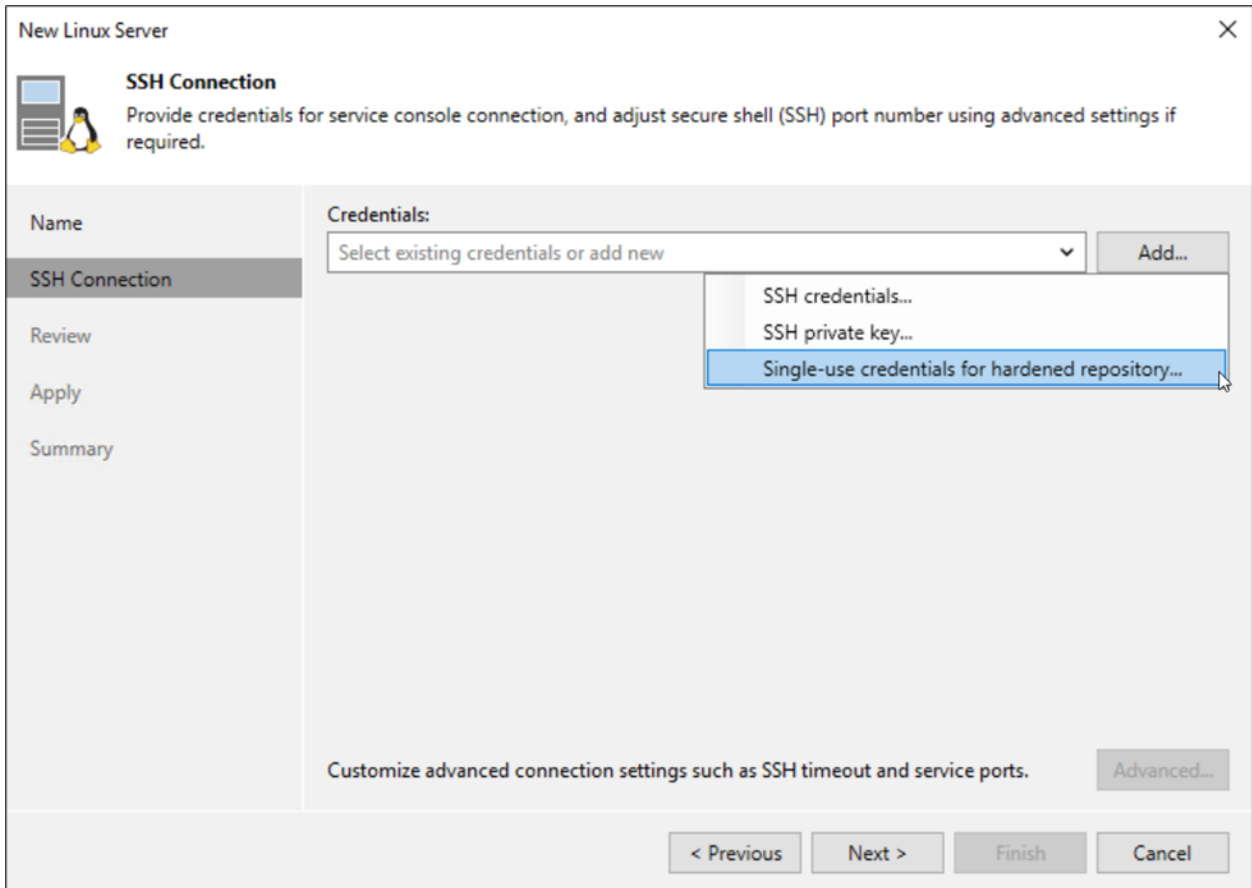 New Linux Server
SSH Connection
Provide credentials for service console connection, and adjust secure shell (SSH) port number using advanced settings if
required.
Name
SSH Connection
Review
Apply
Summary
Credentials:
Select existing credentials or add new
Add...
SSH credentials...
SSH private key...
Single-use credentials for hardened repository...
Customize advanced connection settings such as SSH timeout and service ports.
Advanced...
< Previous
Next >
Finish
Cancel